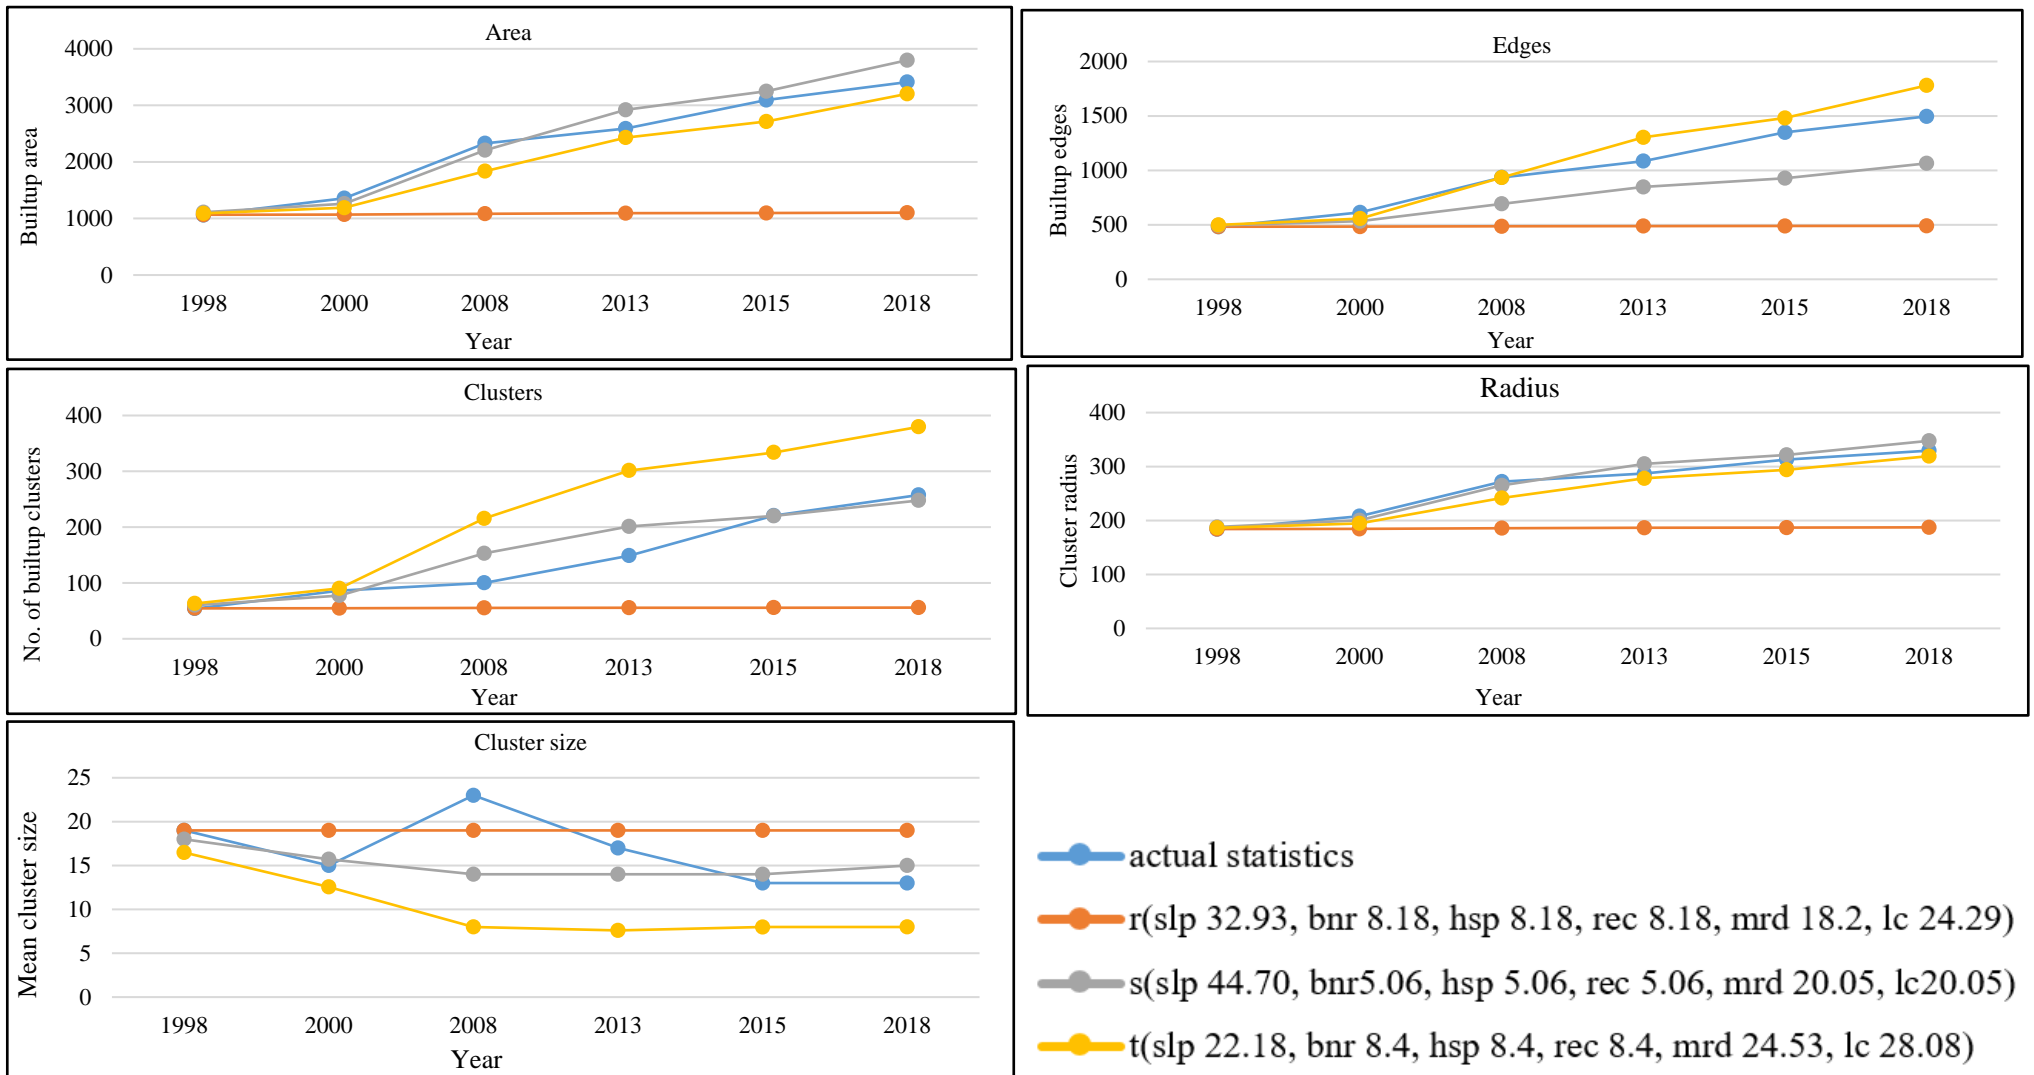 Area
Builtup area
4000
3000
2000
1000
0
1998 2000 2008 2013 2015 2018
Year
Edges
Builtup edges
2000
1500
1000
500
0
1998 2000 2008 2013 2015 2018
Year
Clusters
No. of builtup clusters
400
300
200
100
0
1998 2000 2008 2013 2015 2018
Year
Radius
Cluster radius
400
300
200
100
0
1998 2000 2008 2013 2015 2018
Year
Cluster size
Mean cluster size
25
20
15
10
5
0
1998 2000 2008 2013 2015 2018
Year
actual statistics
r(slp 32.93, bnr 8.18, hsp 8.18, rec 8.18, mrd 18.2, lc 24.29)
s(slp 44.70, bnr5.06, hsp 5.06, rec 5.06, mrd 20.05, lc20.05)
t(slp 22.18, bnr 8.4, hsp 8.4, rec 8.4, mrd 24.53, lc 28.08)